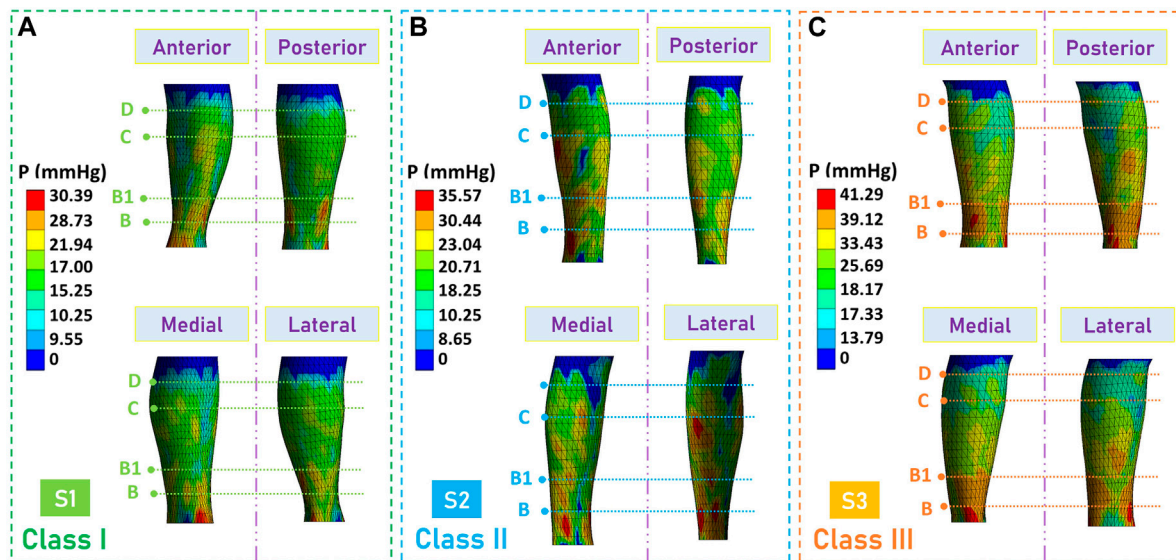 A
Anterior
Posterior
D
C
P (mmHg)
30.39
28.73
21.94
17.00
15.25
10.25
9.55
0
B1
B
Medial
Lateral
D
C
B1
B
S1
Class I
B
Anterior
Posterior
D
C
P (mmHg)
35.57
30.44
23.04
20.71
18.25
10.25
8.65
0
B1
B
Medial
Lateral
C
B1
B
S2
Class II
C
Anterior
Posterior
D
C
P (mmHg)
41.29
39.12
33.43
25.69
18.17
17.33
13.79
0
B1
B
Medial
Lateral
D
C
B1
B
S3
Class III